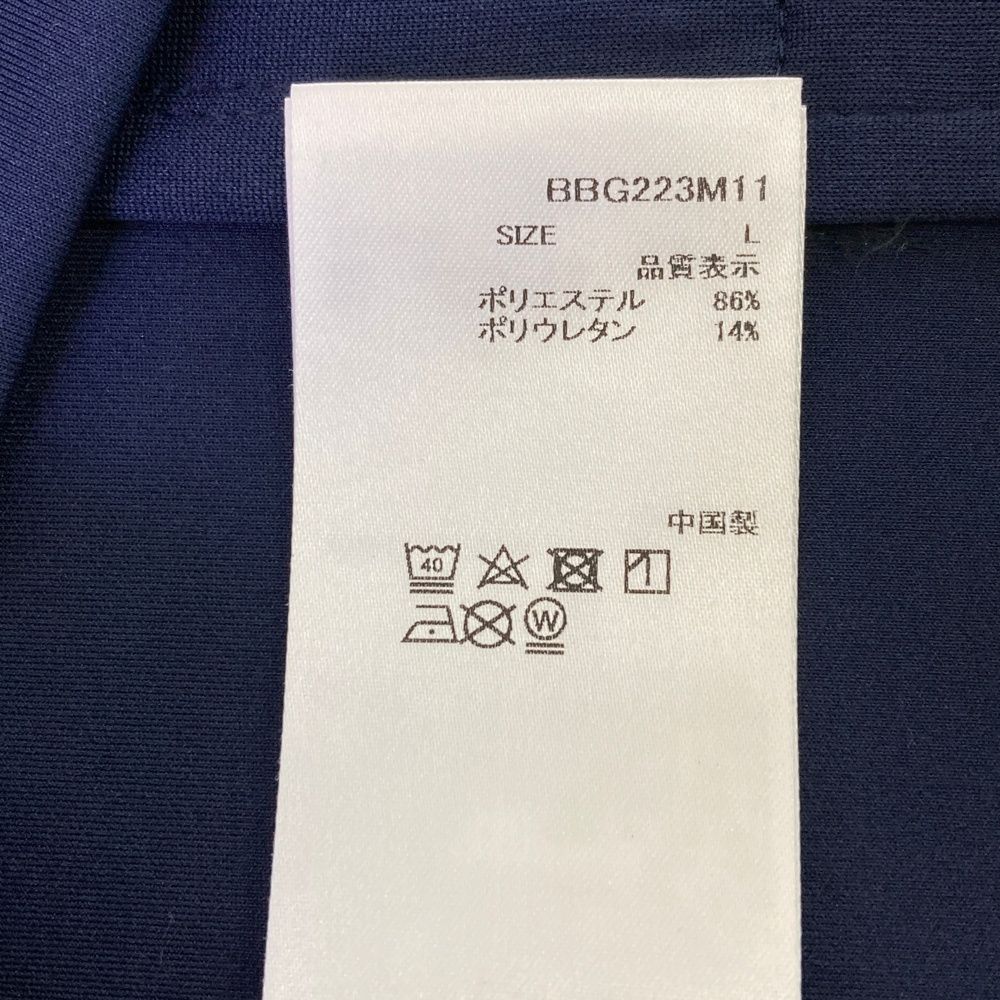 BBG223M11
SIZE L
品質表示
ポリエステル 86%
ポリウレタン 14%
中国製
40
W